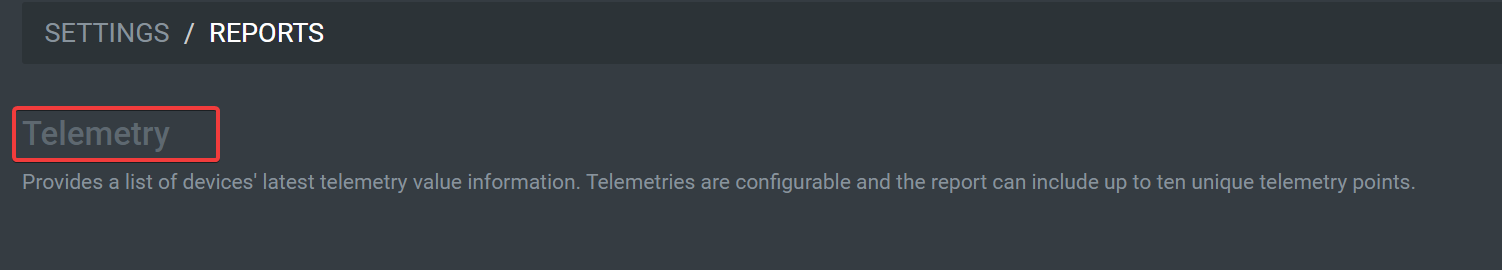 SETTINGS / REPORTS
Telemetry
Provides a list of devices' latest telemetry value information. Telemetries are configurable and the report can include up to ten unique telemetry points.